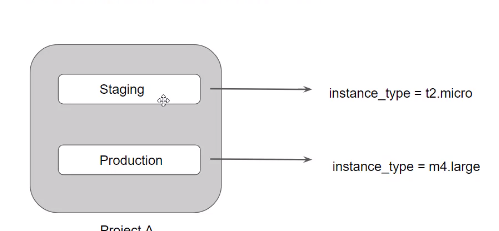 Staging
instance_type = t2.micro
Production
instance_type = m4.large
Project A